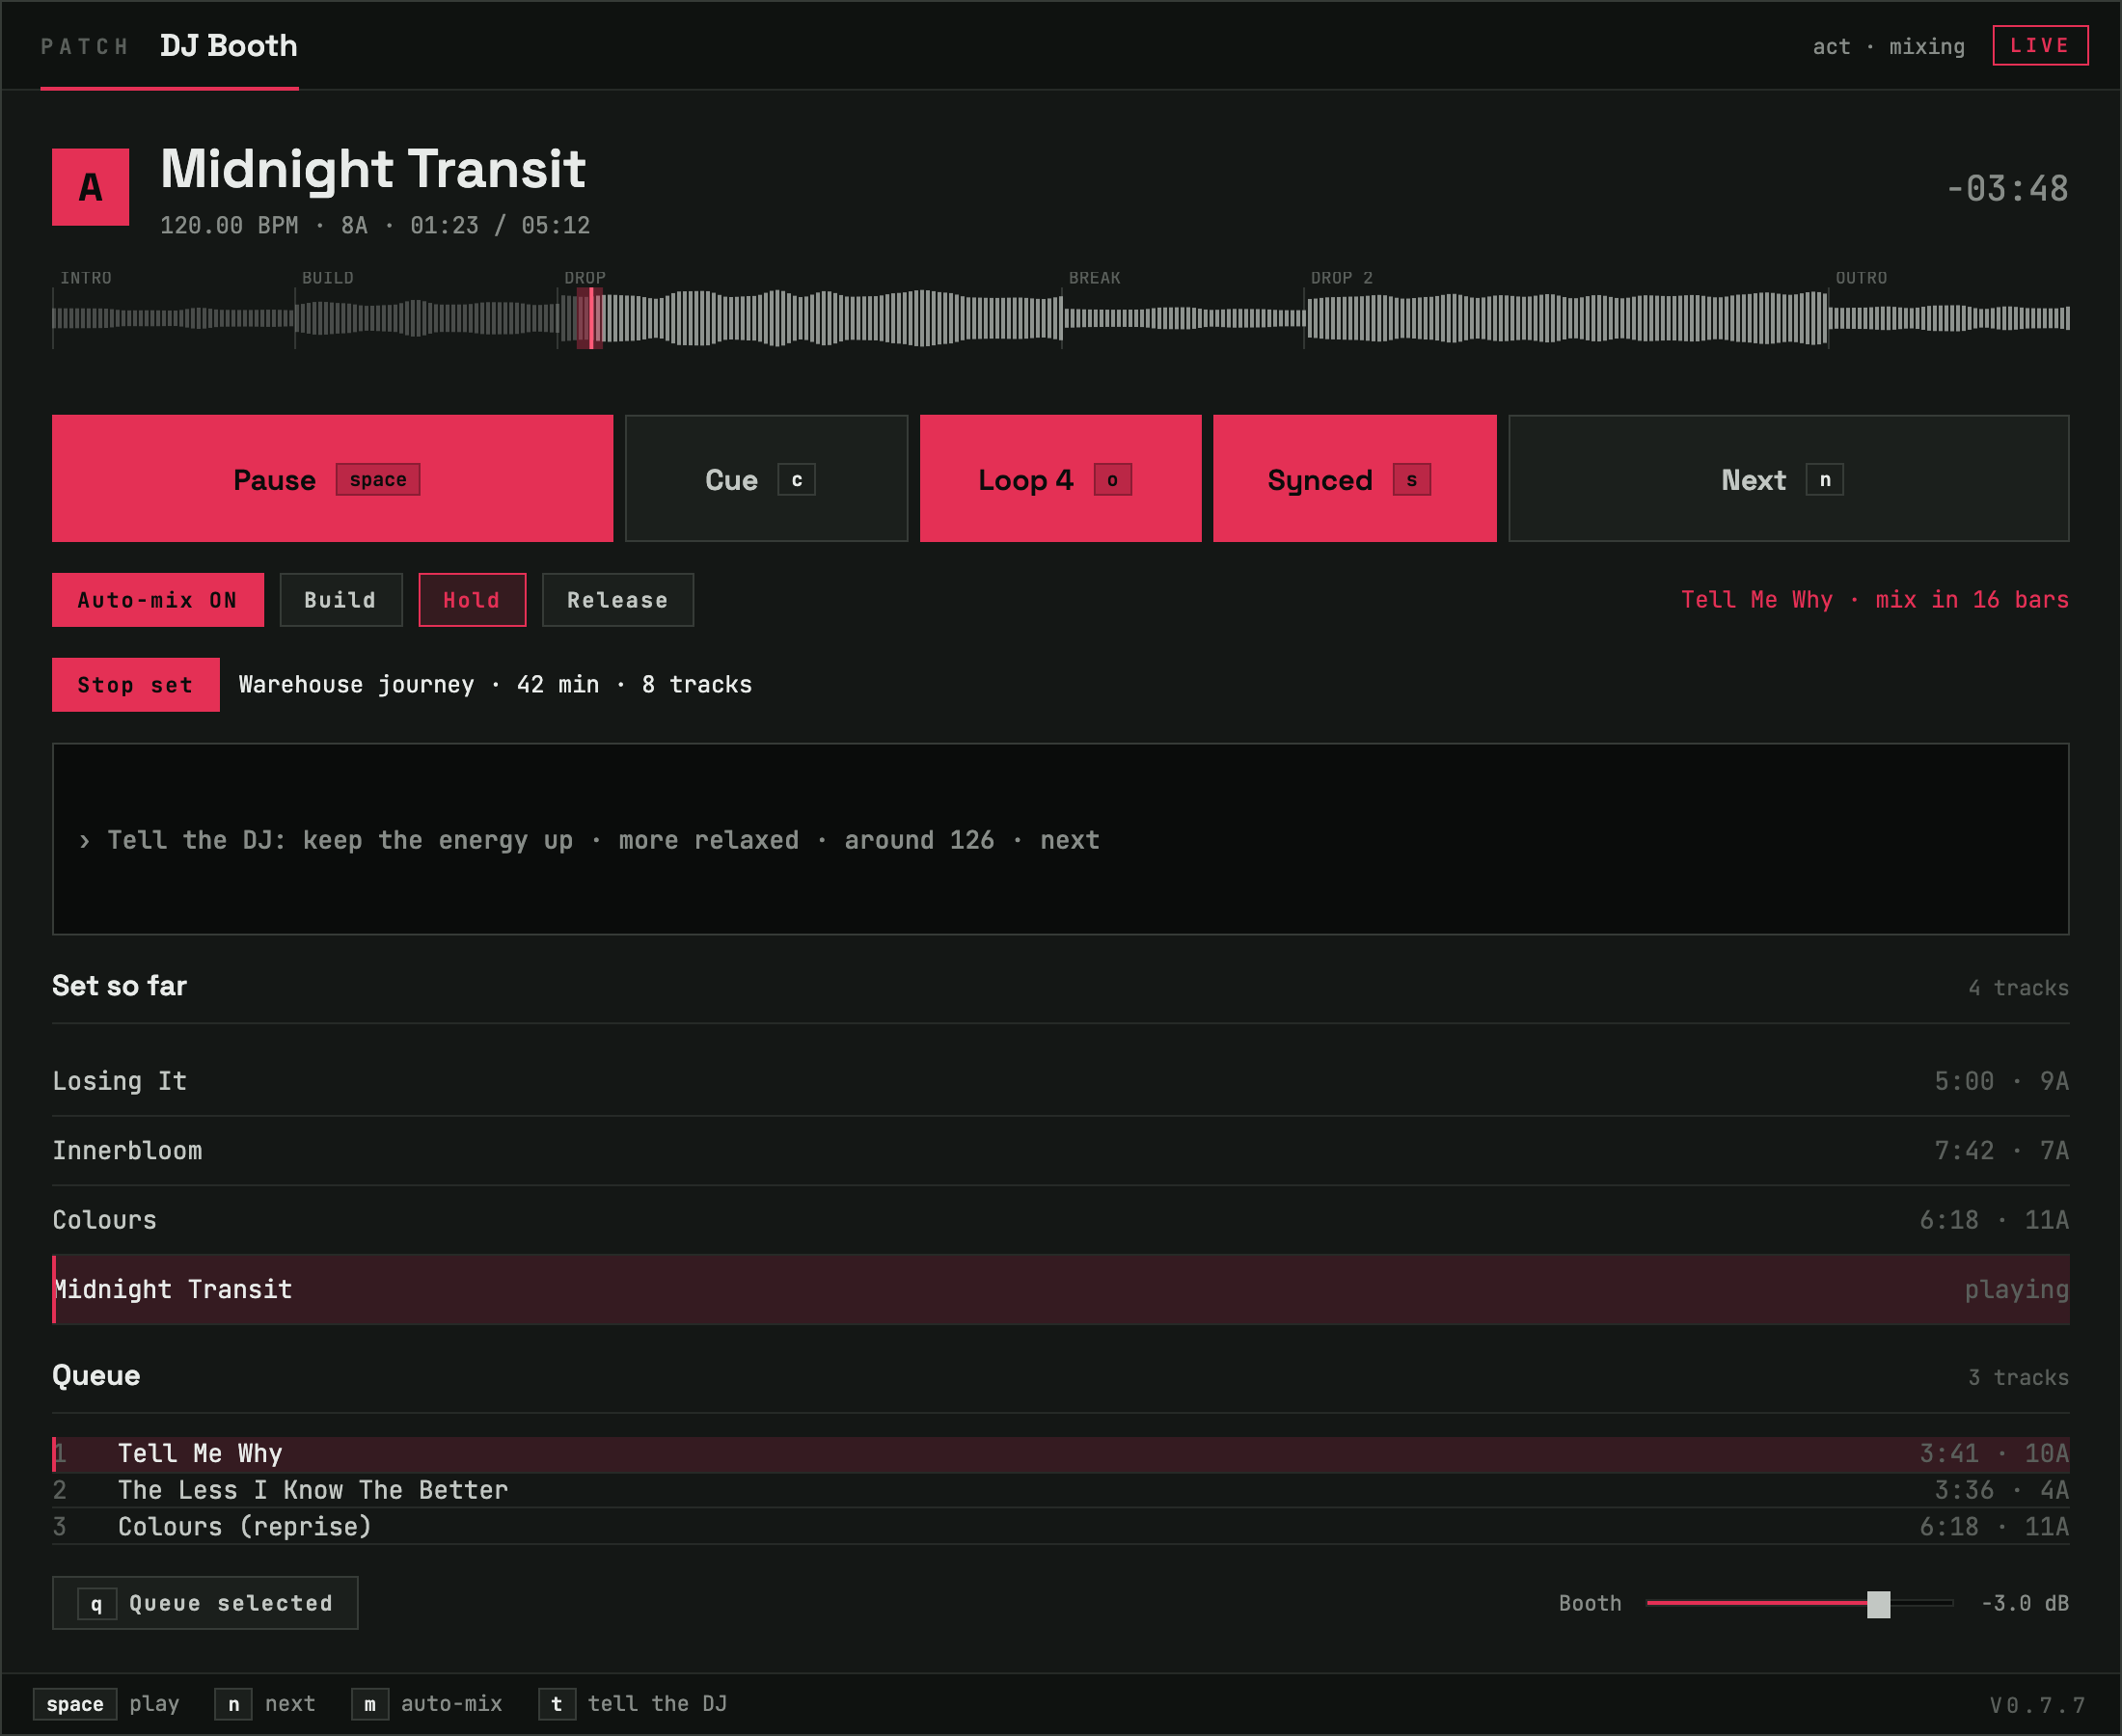 PATCH DJ Booth act · mixing LIVE
A Midnight Transit -03:48
120.00 BPM · 8A · 01:23 / 05:12
INTRO BUILD DROP BREAK DROP 2 OUTRO
Pause space Cue c Loop 4 o Synced s Next n
Auto-mix ON Build Hold Release Tell Me Why · mix in 16 bars
Stop set Warehouse journey · 42 min · 8 tracks
› Tell the DJ: keep the energy up · more relaxed · around 126 · next
Set so far 4 tracks
Losing It 5:00 · 9A
Innerbloom 7:42 · 7A
Colours 6:18 · 11A
Midnight Transit playing
Queue 3 tracks
1 Tell Me Why 3:41 · 10A
2 The Less I Know The Better 3:36 · 4A
3 Colours (reprise) 6:18 · 11A
q Queue selected Booth -3.0 dB
space play n next m auto-mix t tell the DJ V0.7.7